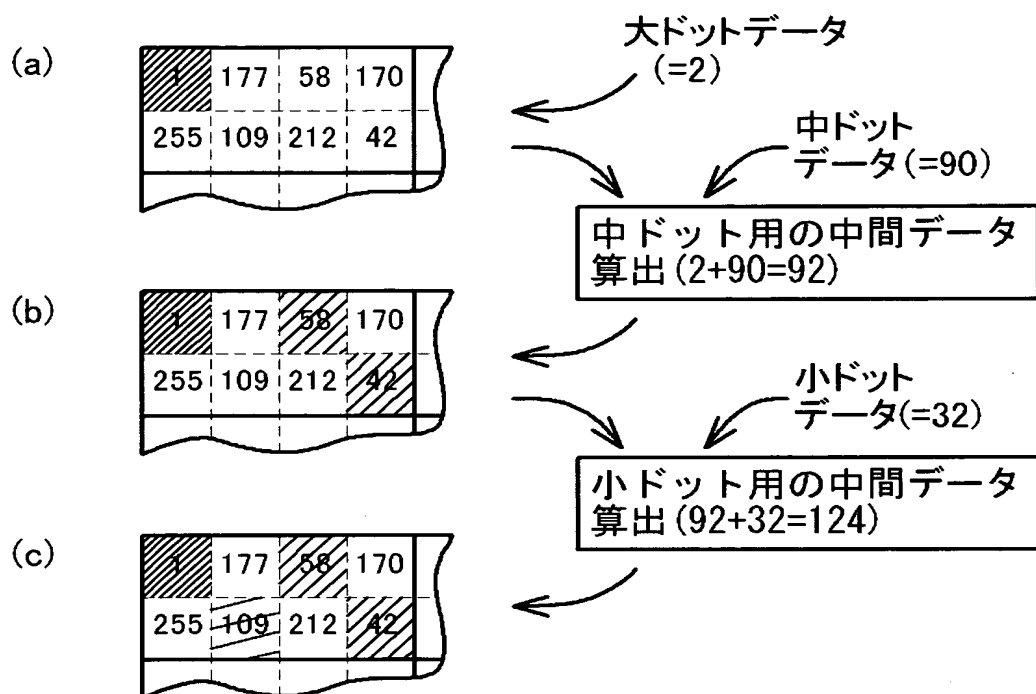 (a)
1 177 58 170
255 109 212 42
大ドットデータ
(=2)
中ドット
データ(=90)
中ドット用の中間データ
算出(2+90=92)
(b)
1 177 58 170
255 109 212 42
小ドット
データ(=32)
小ドット用の中間データ
算出(92+32=124)
(c)
1 177 58 170
255 109 212 42